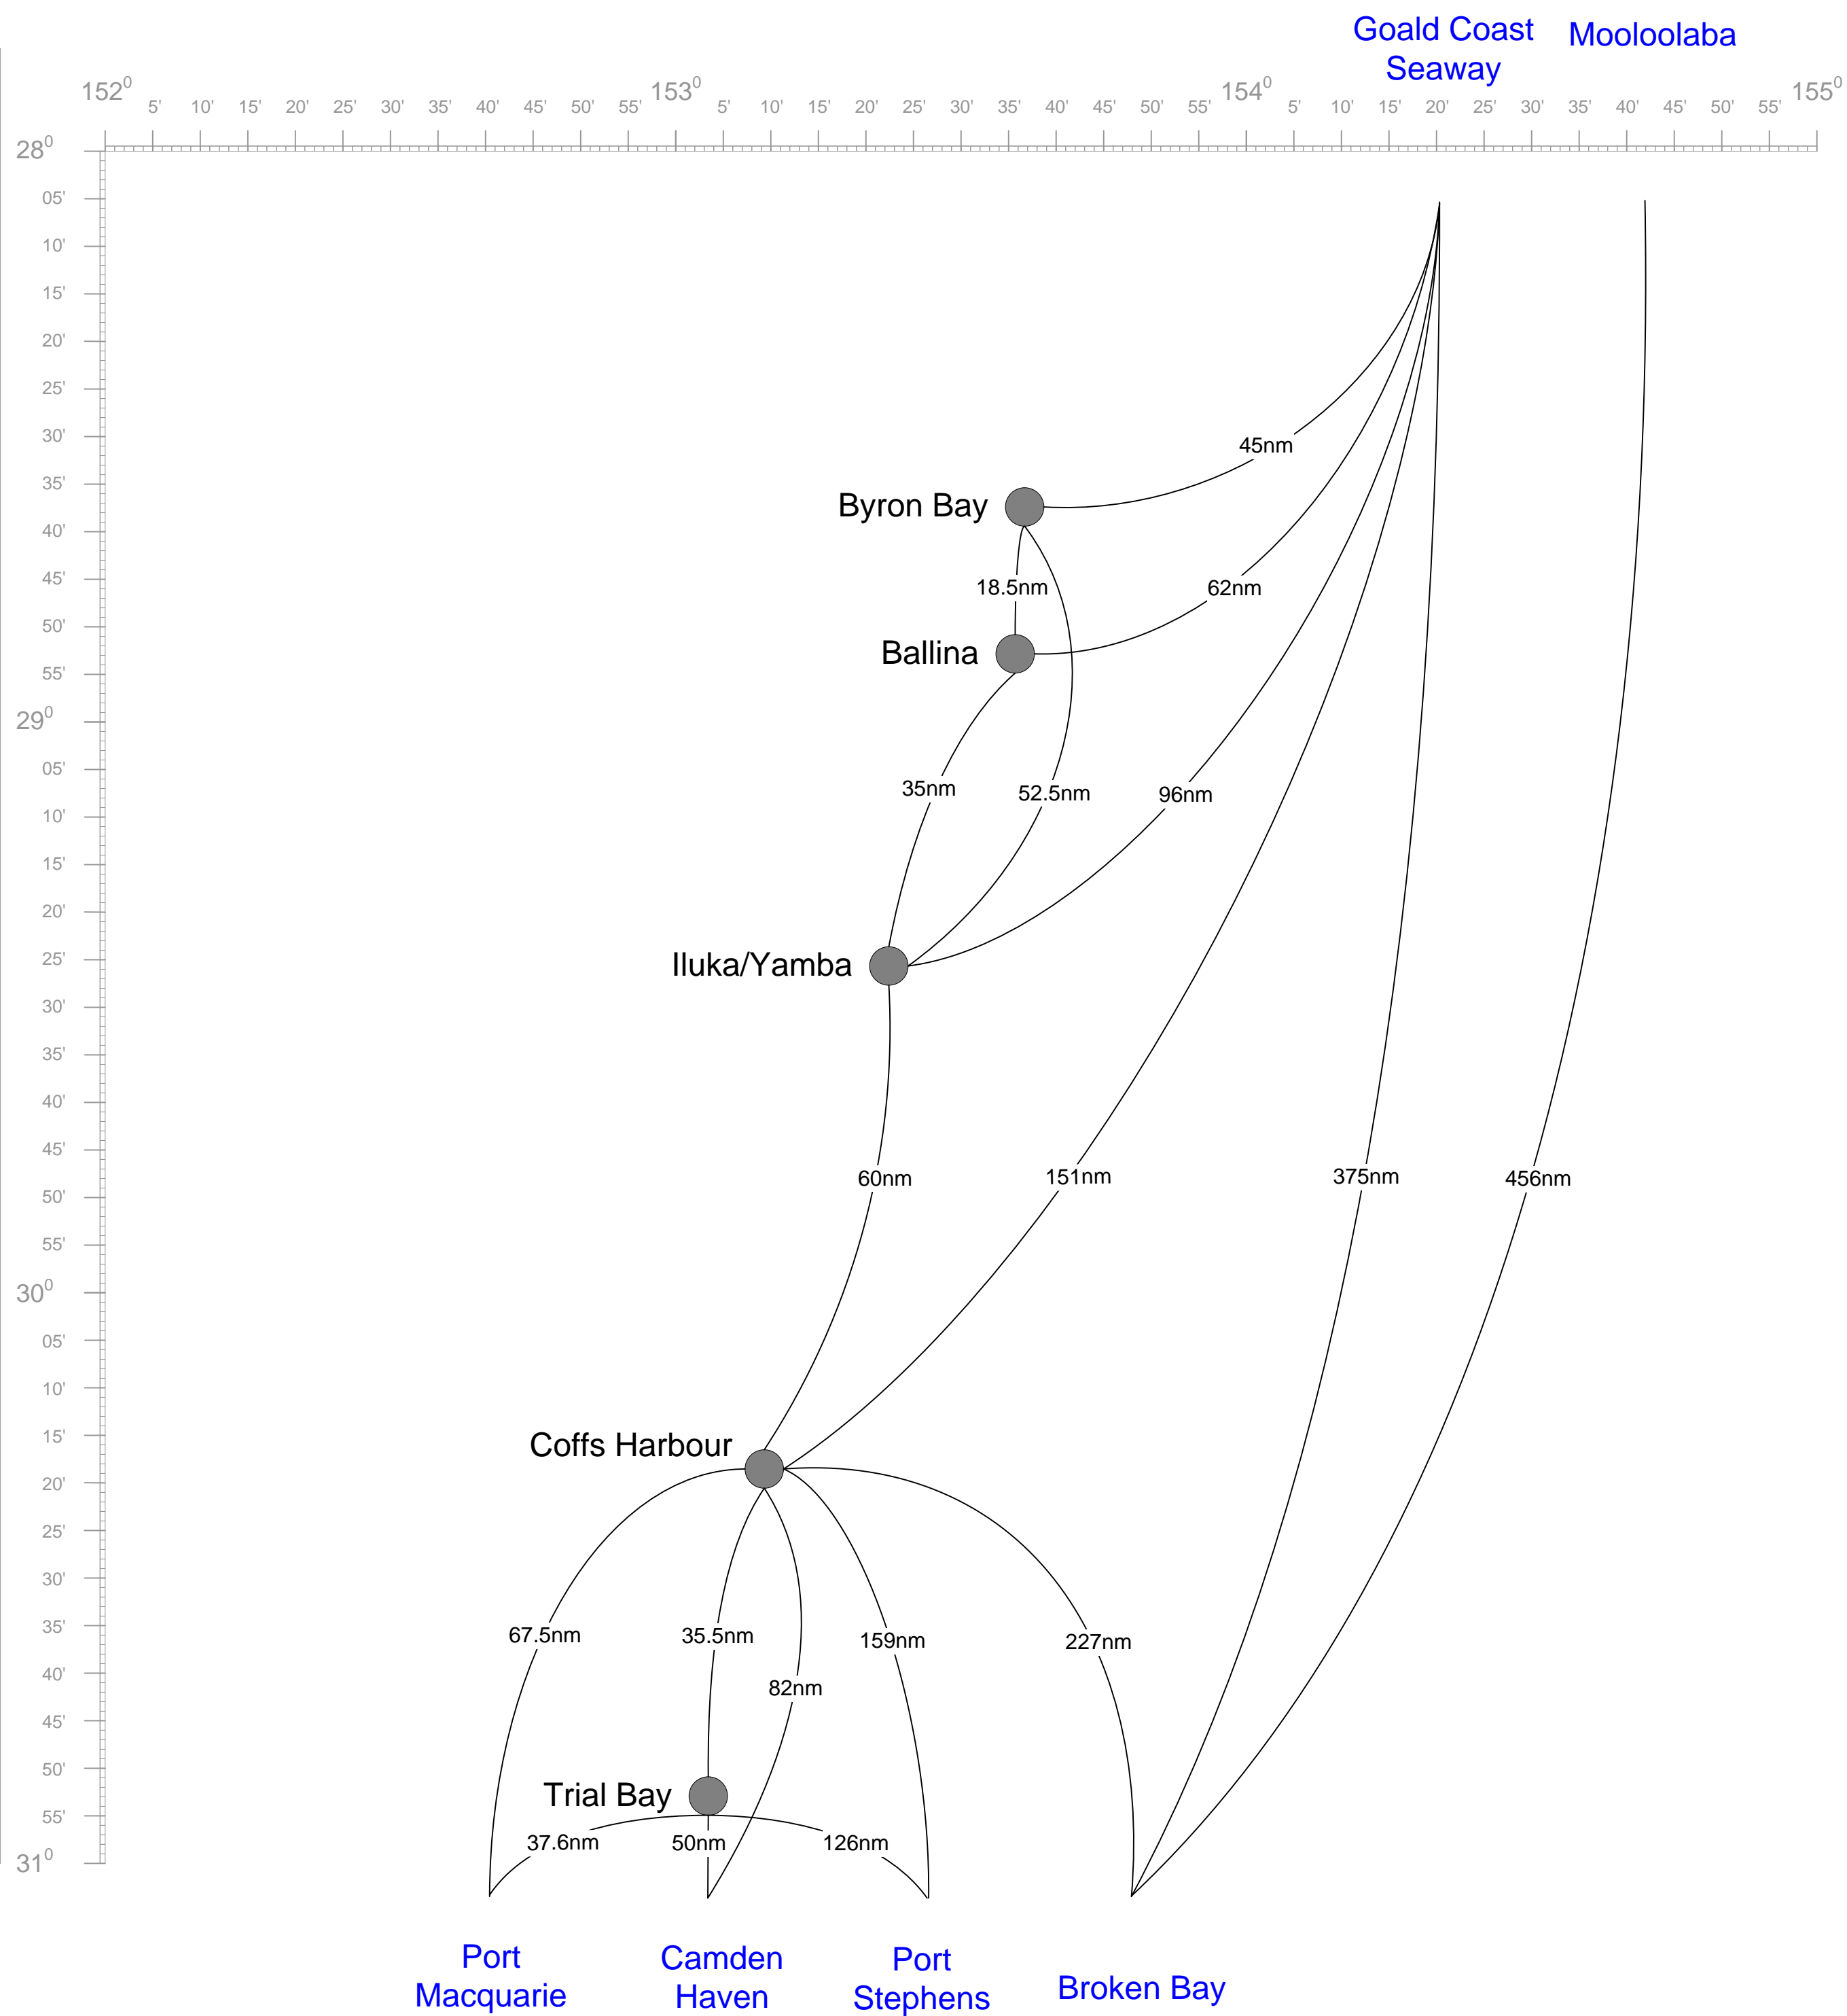 Goald Coast
Seaway
Mooloolaba
152⁰ 5' 10' 15' 20' 25' 30' 35' 40' 45' 50' 55' 153⁰ 5' 10' 15' 20' 25' 30' 35' 40' 45' 50' 55' 154⁰ 5' 10' 15' 20' 25' 30' 35' 40' 45' 50' 55' 155⁰
28⁰
05'
10'
15'
20'
25'
30'
45nm
35'
Byron Bay
40'
45'
18.5nm
62nm
50'
Ballina
55'
29⁰
05'
35nm
52.5nm
96nm
10'
15'
20'
25'
Iluka/Yamba
30'
35'
40'
45'
60nm
151nm
375nm
456nm
50'
55'
30⁰
05'
10'
15'
Coffs Harbour
20'
25'
30'
35'
67.5nm
35.5nm
159nm
227nm
40'
82nm
45'
50'
Trial Bay
55'
37.6nm
50nm
126nm
31⁰
Port
Macquarie
Camden
Haven
Port
Stephens
Broken Bay